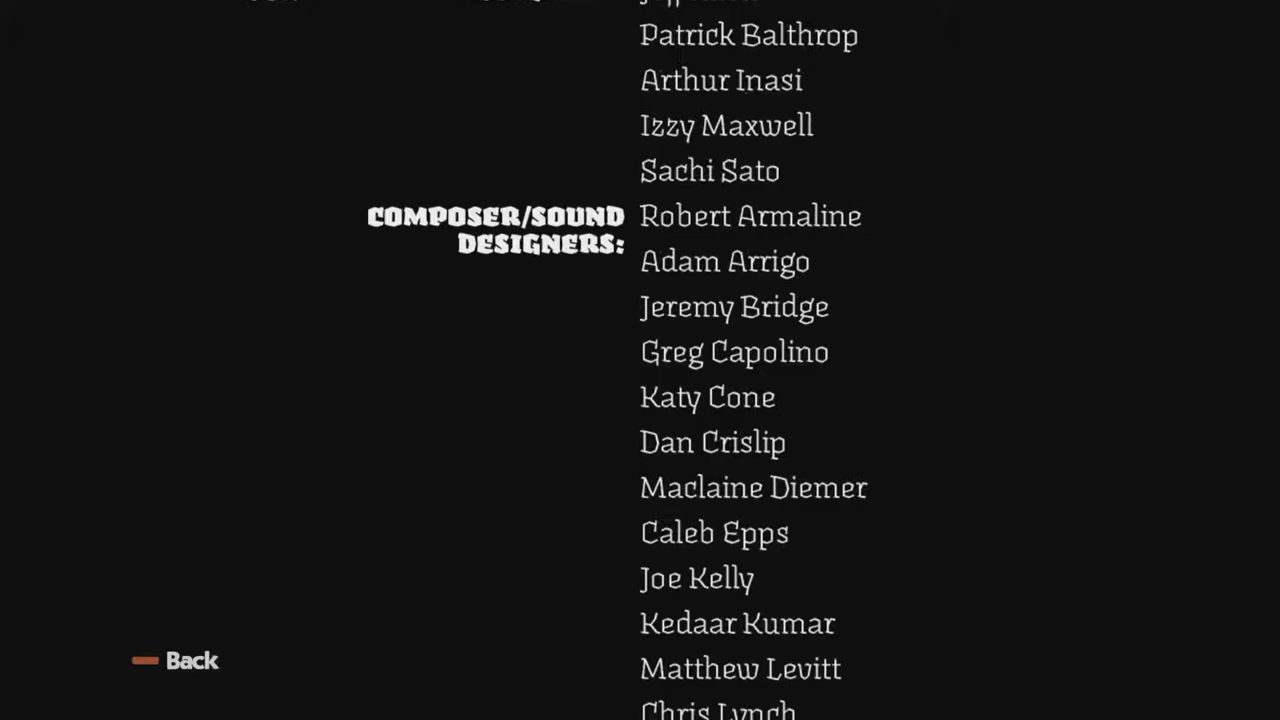 Patrick Balthrop
Arthur Inasi
Izzy Maxwell
Sachi Sato
COMPOSER/SOUND DESIGNERS: Robert Armaline
Adam Arrigo
Jeremy Bridge
Greg Capolino
Katy Cone
Dan Crislip
Maclaine Diemer
Caleb Epps
Joe Kelly
Kedaar Kumar
Matthew Levitt
Chris Lynch
Back